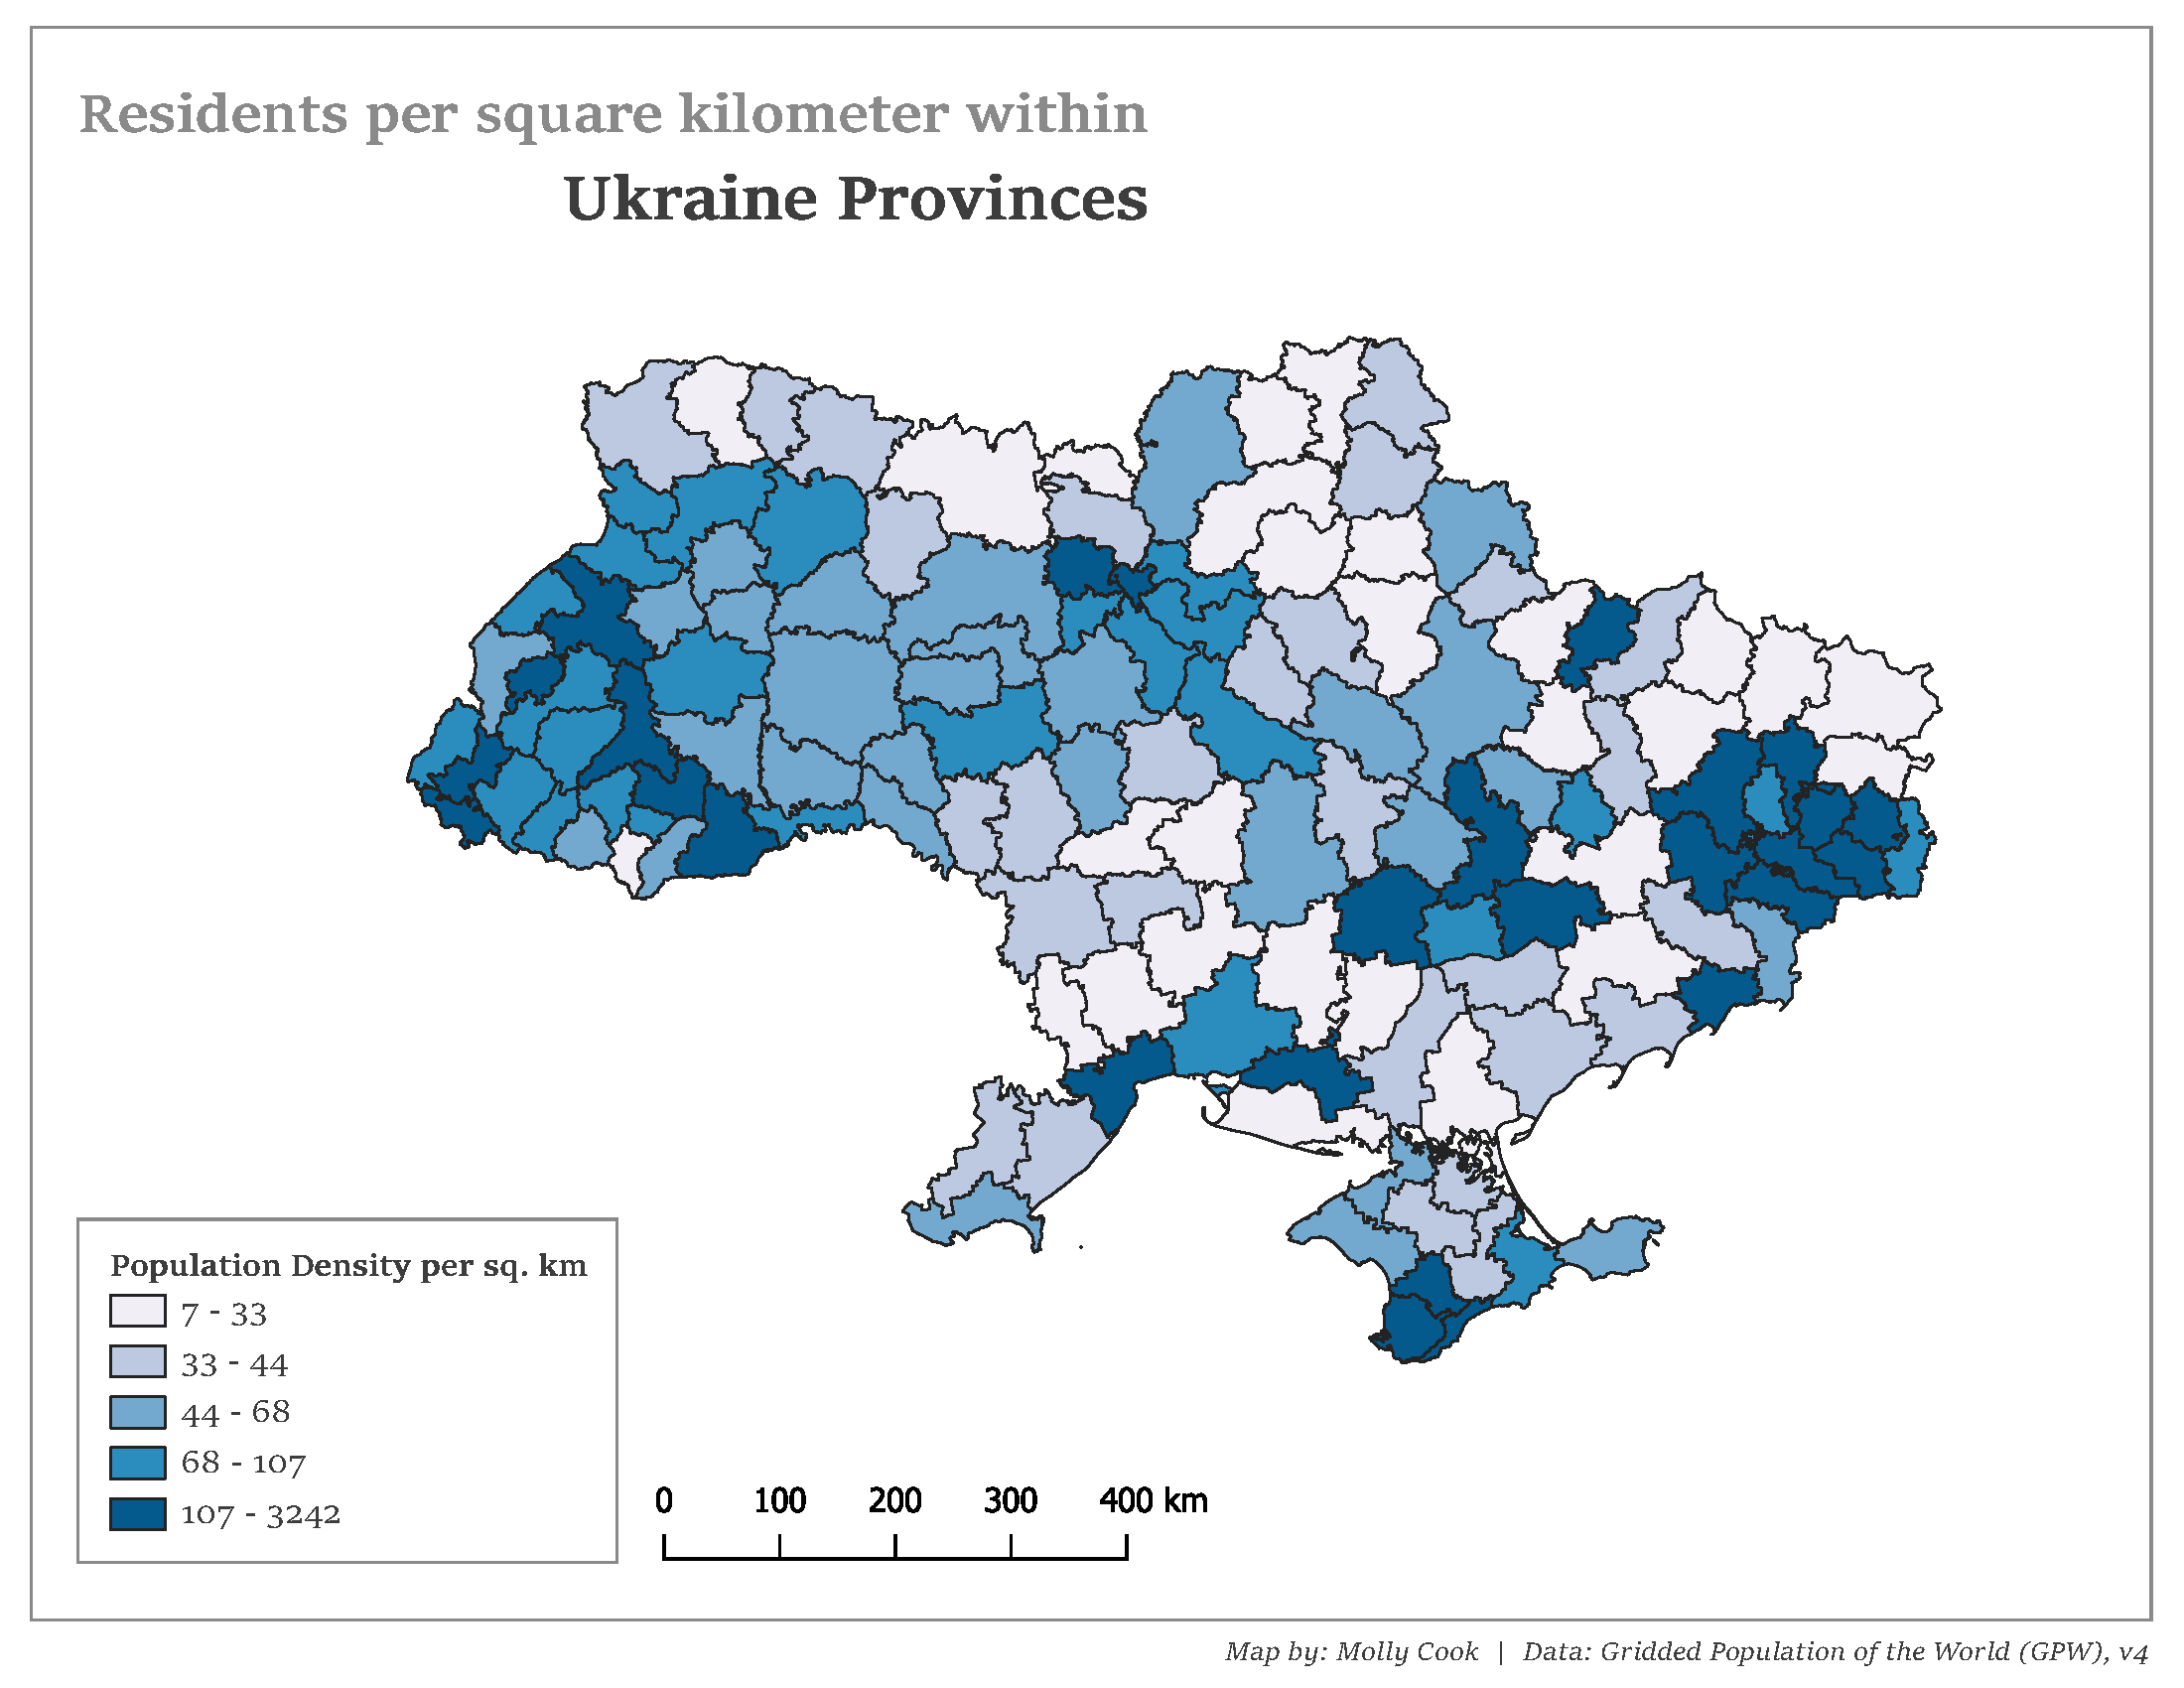 Residents per square kilometer within
Ukraine Provinces
Population Density per sq. km
7 - 33
33 - 44
44 - 68
68 - 107
107 - 3242
0 100 200 300 400 km
Map by: Molly Cook | Data: Gridded Population of the World (GPW), v4